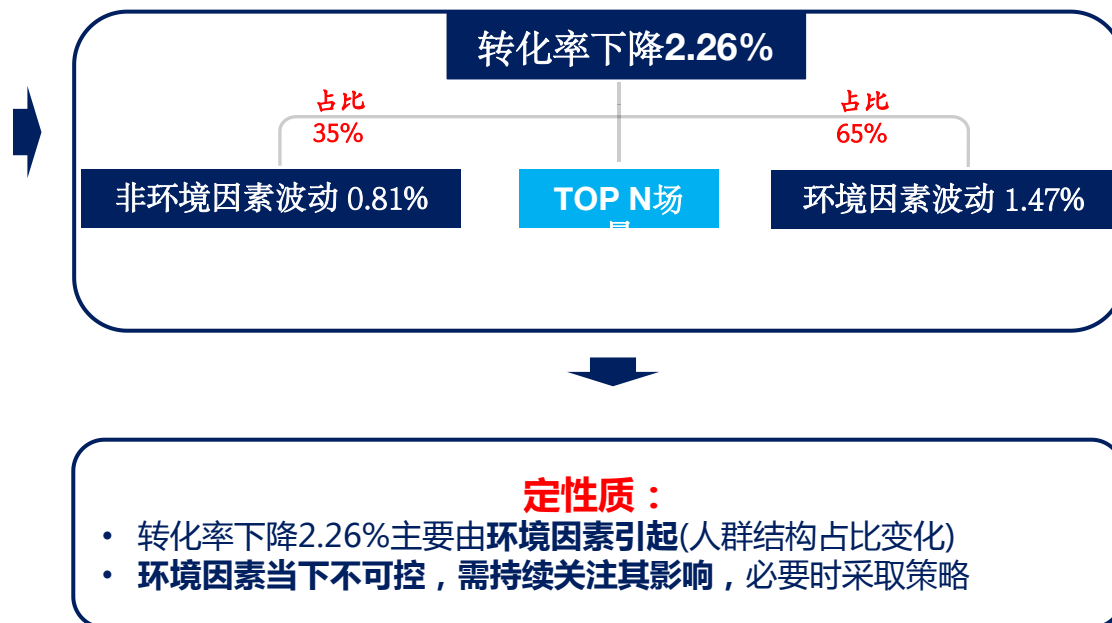 转化率下降2.26%
占比
35%
占比
65%
非环境因素波动 0.81%
TOP N场
环境因素波动 1.47%
定性质：
• 转化率下降2.26%主要由环境因素引起(人群结构占比变化)
• 环境因素当下不可控，需持续关注其影响，必要时采取策略